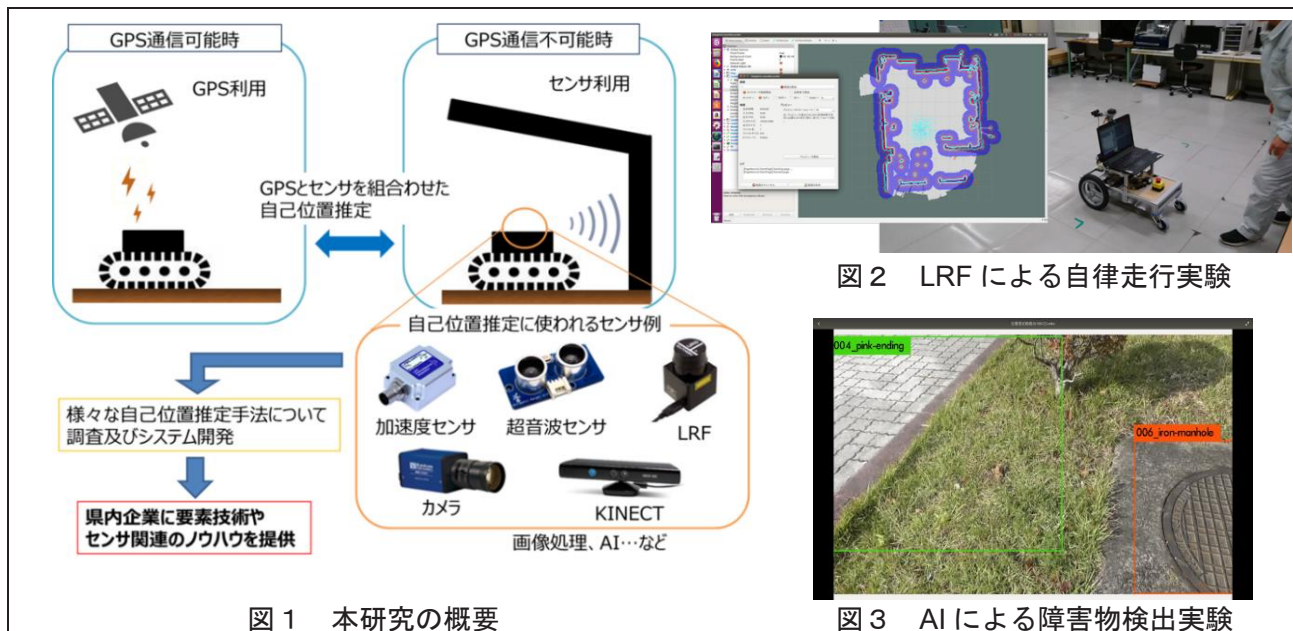 GPS通信可能時
GPS利用
GPS通信不可能時
センサ利用
GPSとセンサを組合わせた
自己位置推定
自己位置推定に使われるセンサ例
加速度センサ
超音波センサ
LRF
カメラ
KINECT
画像処理、AI…など
様々な自己位置推定手法について
調査及びシステム開発
県内企業に要素技術や
センサ関連のノウハウを提供
図1 本研究の概要
図2 LRFによる自律走行実験
004_pink-ending
006_iron-manhole
図3 AIによる障害物検出実験